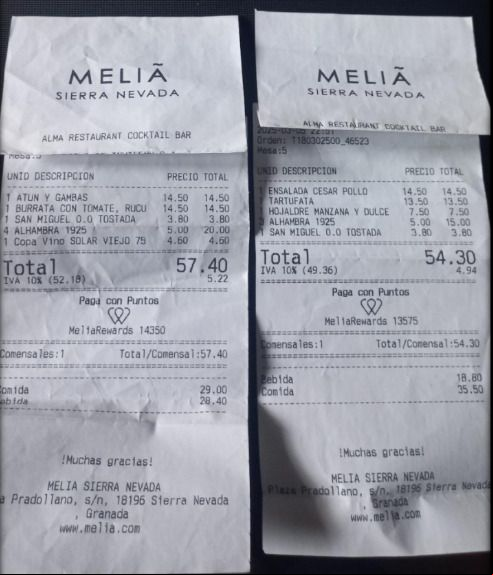 MELIÃ
SIERRA NEVADA
ALMA RESTAURANT COCKTAIL BAR
UNID DESCRIPCION PRECIO TOTAL
1 ATUN Y GAMBAS 14.50 14.50
1 BURRATA CON TOMATE, RUCU 14.50 14.50
1 SAN MIGUEL 0.0 TOSTADA 3.80 3.80
4 ALHAMBRA 1925 5.00 20.00
1 Copa Vino SOLAR VIEJO 75 4.60 4.60
Total 57.40
IVA 10% (52.18) 5.22
Paga con Puntos
MeliaRewards 14350
Comensales:1 Total/Comensal:57.40
Comida 29.00
Bebida 28.40
!Muchas gracias!
MELIA SIERRA NEVADA
Pradollano, s/n, 18196 Sierra Nevada
, Granada
www.melia.com
MELIÃ
SIERRA NEVADA
ALMA RESTAURANT COCKTAIL BAR
Orden: 1180302500_46523
Mesa:5
UNID DESCRIPCION PRECIO TOTAL
1 ENSALADA CESAR POLLO 14.50 14.50
1 TARTUFATA 13.50 13.50
1 HOJALDRE MANZANA Y DULCE 7.50 7.50
3 ALHAMBRA 1925 5.00 15.00
1 SAN MIGUEL 0.0 TOSTADA 3.80 3.80
Total 54.30
IVA 10% (49.36) 4.94
Paga con Puntos
MeliaRewards 13575
Comensales:1 Total/Comensal:54.30
Bebida 18.80
Comida 35.50
!Muchas gracias!
MELIA SIERRA NEVADA
Plaza Pradollano, s/n, 18196 Sierra Nevada
, Granada
www.melia.com